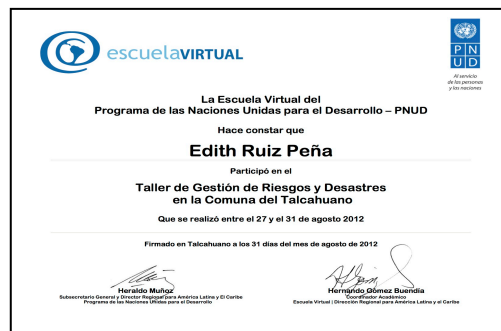 escuelaVIRTUAL
P N
U D
Al servicio
de las personas
y las naciones
La Escuela Virtual del
Programa de las Naciones Unidas para el Desarrollo – PNUD
Hace constar que
Edith Ruiz Peña
Participó en el
Taller de Gestión de Riesgos y Desastres
en la Comuna del Talcahuano
Que se realizó entre el 27 y el 31 de agosto 2012
Firmado en Talcahuano a los 31 días del mes de agosto de 2012
Heraldo Muñoz
Subsecretario General y Director Regional para América Latina y El Caribe
Programa de las Naciones Unidas para el Desarrollo
Hernando Gómez Buendía
Coordinador Académico
Escuela Virtual | Dirección Regional para América Latina y el Caribe